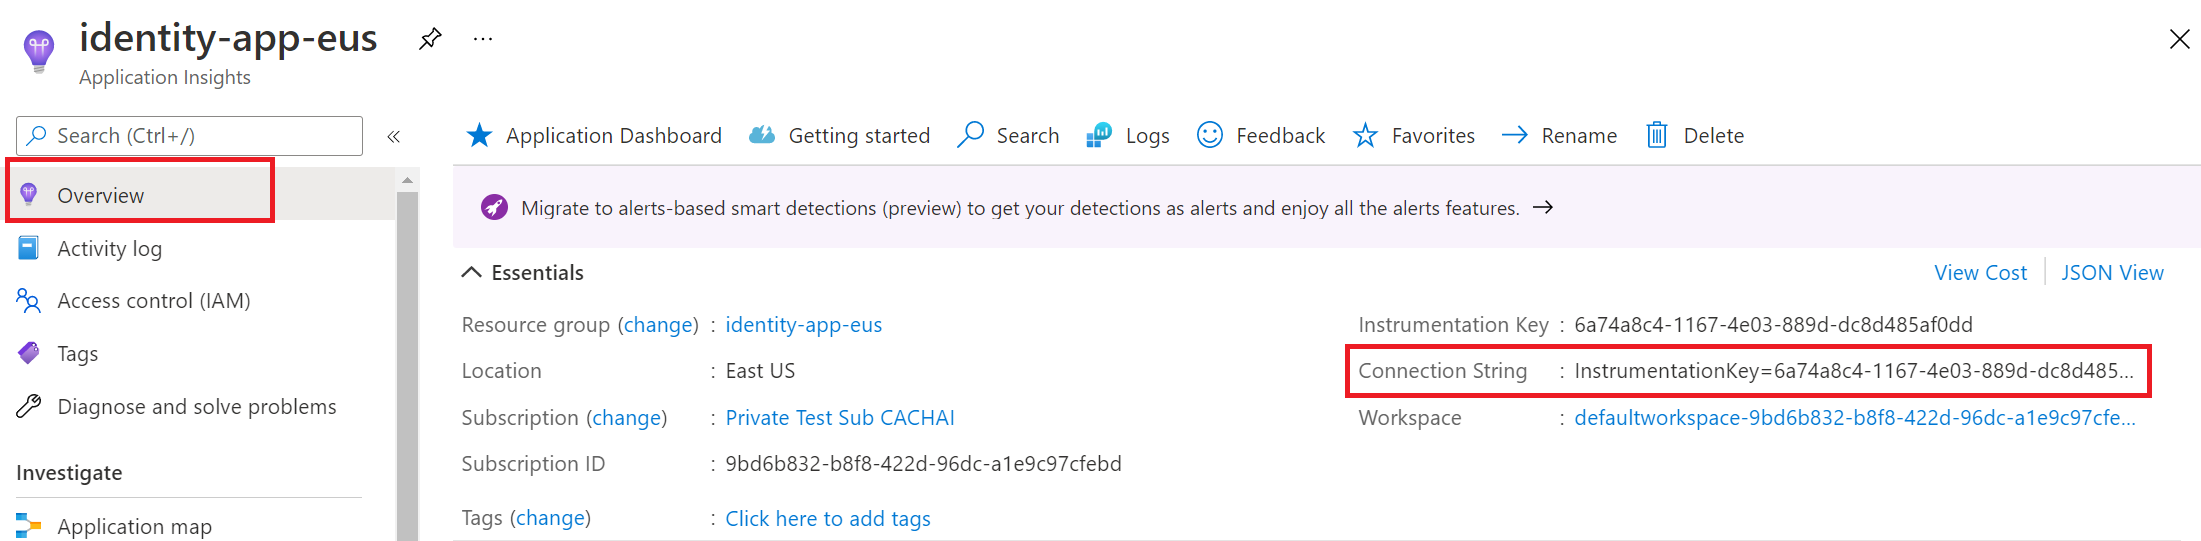 identity-app-eus ...
Application Insights
Search (Ctrl+/) «
Application Dashboard Getting started Search Logs Feedback Favorites Rename Delete
Overview
Migrate to alerts-based smart detections (preview) to get your detections as alerts and enjoy all the alerts features. →
Activity log
Access control (IAM)
Tags
Diagnose and solve problems
Investigate
Application map
Essentials
View Cost JSON View
Resource group (change) : identity-app-eus
Location : East US
Subscription (change) : Private Test Sub CACHAI
Subscription ID : 9bd6b832-b8f8-422d-96dc-a1e9c97cfebd
Tags (change) : Click here to add tags
Instrumentation Key : 6a74a8c4-1167-4e03-889d-dc8d485af0dd
Connection String : InstrumentationKey=6a74a8c4-1167-4e03-889d-dc8d485...
Workspace : defaultworkspace-9bd6b832-b8f8-422d-96dc-a1e9c97cfe...